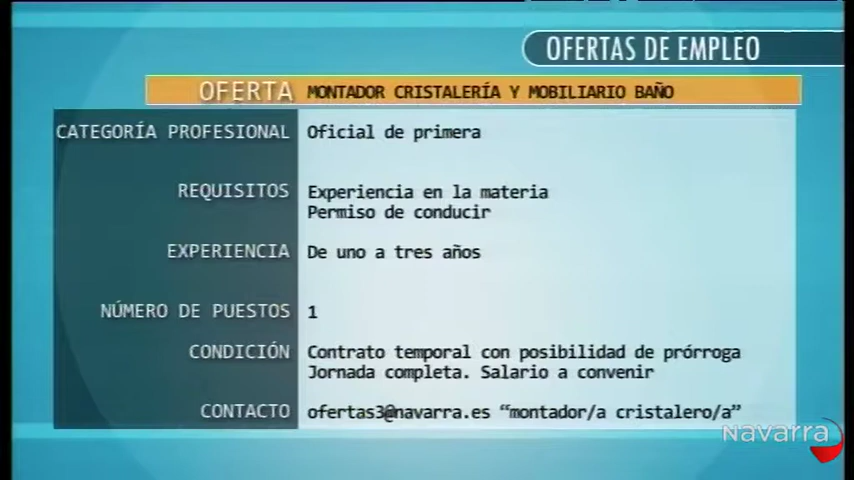 OFERTAS DE EMPLEO
OFERTA MONTADOR CRISTALERÍA Y MOBILIARIO BAÑO
CATEGORÍA PROFESIONAL Oficial de primera
REQUISITOS Experiencia en la materia
Permiso de conducir
EXPERIENCIA De uno a tres años
NÚMERO DE PUESTOS 1
CONDICIÓN Contrato temporal con posibilidad de prórroga
Jornada completa. Salario a convenir
CONTACTO ofertas3@navarra.es “montador/a cristalero/a”
Navarra